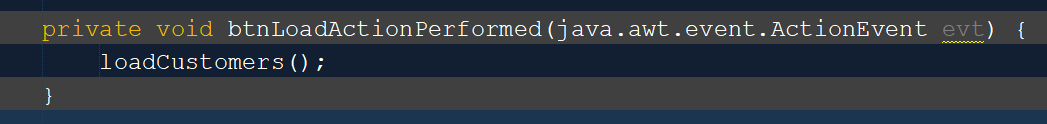 private void btnLoadActionPerformed(java.awt.event.ActionEvent evt) {
loadCustomers();
}